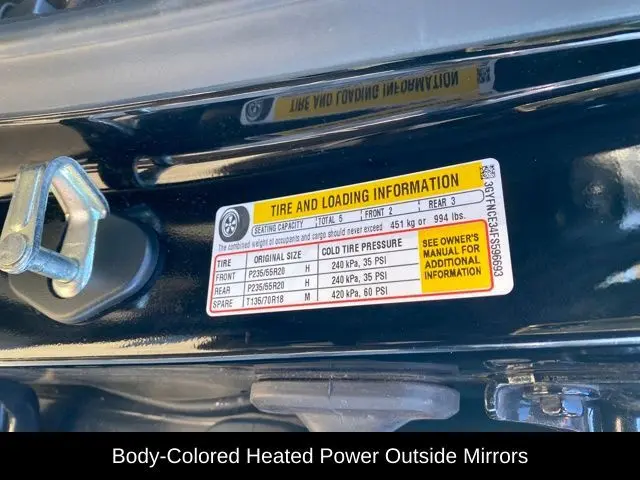 TIRE AND LOADING INFORMATION
TIRE AND LOADING INFORMATION
SEATING CAPACITY TOTAL 5 FRONT 2 REAR 3
The combined weight of occupants and cargo should never exceed 451 kg or 994 lbs.
TIRE ORIGINAL SIZE COLD TIRE PRESSURE
FRONT P235/55R20 H 240 kPa, 35 PSI
REAR P235/55R20 H 240 kPa, 35 PSI
SPARE T135/70R18 M 420 kPa, 60 PSI
SEE OWNER'S
MANUAL FOR
ADDITIONAL
INFORMATION
3GYFNCE34FS596693
Body-Colored Heated Power Outside Mirrors